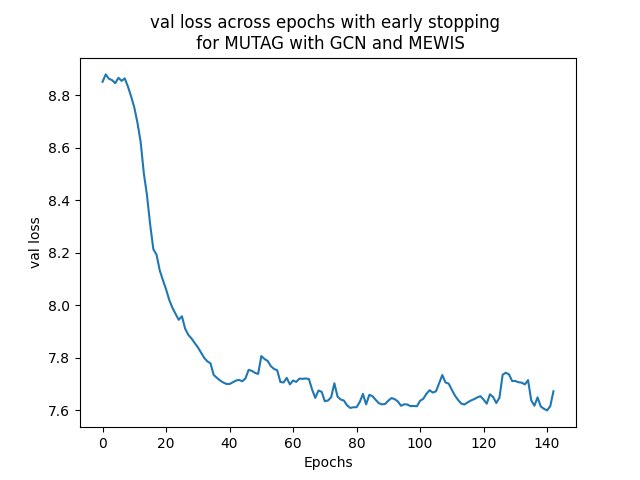 val loss across epochs with early stopping
for MUTAG with GCN and MEWIS
8.8
8.6
8.4
8.2
8.0
7.8
7.6
val loss
0 20 40 60 80 100 120 140
Epochs